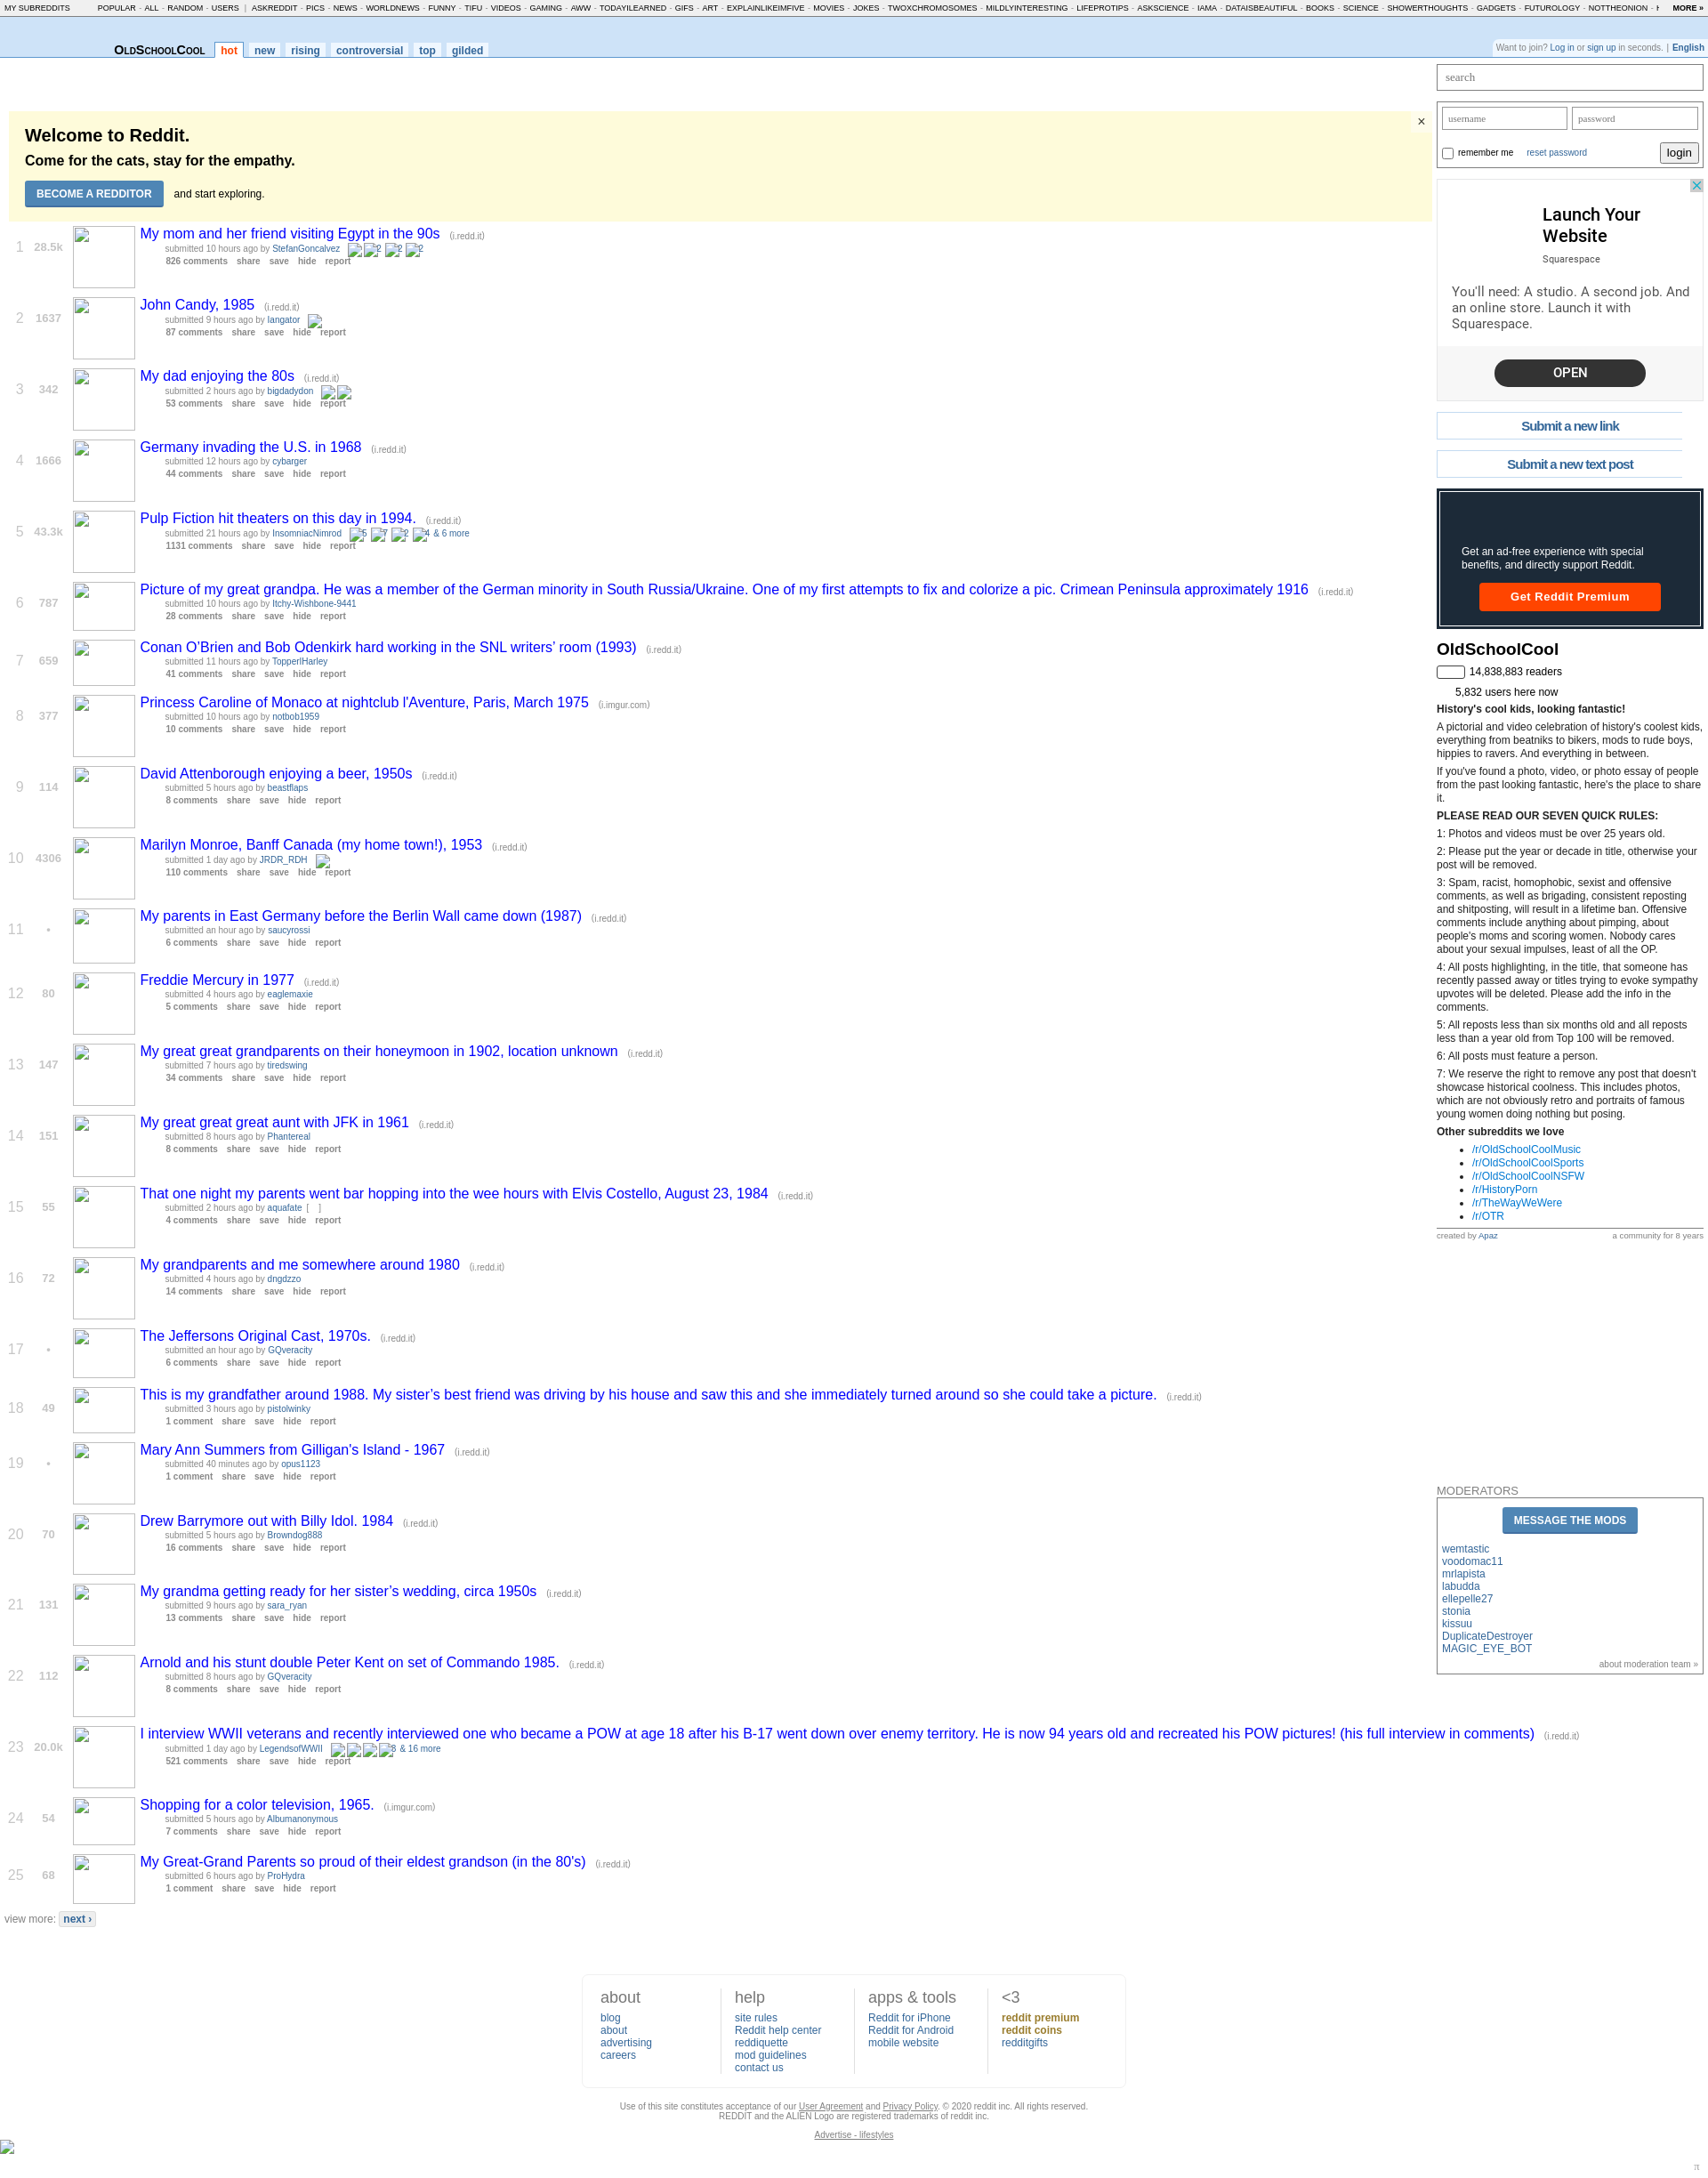 MY SUBREDDITS POPULAR - ALL - RANDOM - USERS | ASKREDDIT - PICS - NEWS - WORLDNEWS - FUNNY - TIFU - VIDEOS - GAMING - AWW - TODAYILEARNED - GIFS - ART - EXPLAINLIKEIMFIVE - MOVIES - JOKES - TWOXCHROMOSOMES - MILDLYINTERESTING - LIFEPROTIPS - ASKSCIENCE - IAMA - DATAISBEAUTIFUL - BOOKS - SCIENCE - SHOWERTHOUGHTS - GADGETS - FUTUROLOGY - NOTTHEONION - MORE »
OldSchoolCool hot new rising controversial top gilded
Want to join? Log in or sign up in seconds. | English
Welcome to Reddit.
Come for the cats, stay for the empathy.
BECOME A REDDITOR and start exploring.
×
1 28.5k My mom and her friend visiting Egypt in the 90s (i.redd.it)
submitted 10 hours ago by StefanGoncalvez 2 2 2
826 comments share save hide report
2 1637 John Candy, 1985 (i.redd.it)
submitted 9 hours ago by Iangator
87 comments share save hide report
3 342 My dad enjoying the 80s (i.redd.it)
submitted 2 hours ago by bigdadydon
53 comments share save hide report
4 1666 Germany invading the U.S. in 1968 (i.redd.it)
submitted 12 hours ago by cybarger
44 comments share save hide report
5 43.3k Pulp Fiction hit theaters on this day in 1994. (i.redd.it)
submitted 21 hours ago by InsomniacNimrod 5 7 2 4 & 6 more
1131 comments share save hide report
6 787 Picture of my great grandpa. He was a member of the German minority in South Russia/Ukraine. One of my first attempts to fix and colorize a pic. Crimean Peninsula approximately 1916 (i.redd.it)
submitted 10 hours ago by Itchy-Wishbone-9441
28 comments share save hide report
7 659 Conan O’Brien and Bob Odenkirk hard working in the SNL writers’ room (1993) (i.redd.it)
submitted 11 hours ago by TopperlHarley
41 comments share save hide report
8 377 Princess Caroline of Monaco at nightclub l'Aventure, Paris, March 1975 (i.imgur.com)
submitted 10 hours ago by notbob1959
10 comments share save hide report
9 114 David Attenborough enjoying a beer, 1950s (i.redd.it)
submitted 5 hours ago by beastflaps
8 comments share save hide report
10 4306 Marilyn Monroe, Banff Canada (my home town!), 1953 (i.redd.it)
submitted 1 day ago by JRDR_RDH
110 comments share save hide report
11 • My parents in East Germany before the Berlin Wall came down (1987) (i.redd.it)
submitted an hour ago by saucyrossi
6 comments share save hide report
12 80 Freddie Mercury in 1977 (i.redd.it)
submitted 4 hours ago by eaglemaxie
5 comments share save hide report
13 147 My great great grandparents on their honeymoon in 1902, location unknown (i.redd.it)
submitted 7 hours ago by tiredswing
34 comments share save hide report
14 151 My great great great aunt with JFK in 1961 (i.redd.it)
submitted 8 hours ago by Phantereal
8 comments share save hide report
15 55 That one night my parents went bar hopping into the wee hours with Elvis Costello, August 23, 1984 (i.redd.it)
submitted 2 hours ago by aquafate [ ]
4 comments share save hide report
16 72 My grandparents and me somewhere around 1980 (i.redd.it)
submitted 4 hours ago by dngdzzo
14 comments share save hide report
17 • The Jeffersons Original Cast, 1970s. (i.redd.it)
submitted an hour ago by GQveracity
6 comments share save hide report
18 49 This is my grandfather around 1988. My sister’s best friend was driving by his house and saw this and she immediately turned around so she could take a picture. (i.redd.it)
submitted 3 hours ago by pistolwinky
1 comment share save hide report
19 • Mary Ann Summers from Gilligan's Island - 1967 (i.redd.it)
submitted 40 minutes ago by opus1123
1 comment share save hide report
20 70 Drew Barrymore out with Billy Idol. 1984 (i.redd.it)
submitted 5 hours ago by Browndog888
16 comments share save hide report
21 131 My grandma getting ready for her sister’s wedding, circa 1950s (i.redd.it)
submitted 9 hours ago by sara_ryan
13 comments share save hide report
22 112 Arnold and his stunt double Peter Kent on set of Commando 1985. (i.redd.it)
submitted 8 hours ago by GQveracity
8 comments share save hide report
23 20.0k I interview WWII veterans and recently interviewed one who became a POW at age 18 after his B-17 went down over enemy territory. He is now 94 years old and recreated his POW pictures! (his full interview in comments) (i.redd.it)
submitted 1 day ago by LegendsofWWII 3 & 16 more
521 comments share save hide report
24 54 Shopping for a color television, 1965. (i.imgur.com)
submitted 5 hours ago by Albumanonymous
7 comments share save hide report
25 68 My Great-Grand Parents so proud of their eldest grandson (in the 80's) (i.redd.it)
submitted 6 hours ago by ProHydra
1 comment share save hide report
view more: next ›
search
username password
remember me reset password login
Launch Your
Website
Squarespace
You'll need: A studio. A second job. And
an online store. Launch it with
Squarespace.
OPEN
Submit a new link
Submit a new text post
Get an ad-free experience with special
benefits, and directly support Reddit.
Get Reddit Premium
OldSchoolCool
14,838,883 readers
5,832 users here now
History's cool kids, looking fantastic!
A pictorial and video celebration of history's coolest kids,
everything from beatniks to bikers, mods to rude boys,
hippies to ravers. And everything in between.
If you've found a photo, video, or photo essay of people
from the past looking fantastic, here's the place to share
it.
PLEASE READ OUR SEVEN QUICK RULES:
1: Photos and videos must be over 25 years old.
2: Please put the year or decade in title, otherwise your
post will be removed.
3: Spam, racist, homophobic, sexist and offensive
comments, as well as brigading, consistent reposting
and shitposting, will result in a lifetime ban. Offensive
comments include anything about pimping, about
people's moms and scoring women. Nobody cares
about your sexual impulses, least of all the OP.
4: All posts highlighting, in the title, that someone has
recently passed away or titles trying to evoke sympathy
upvotes will be deleted. Please add the info in the
comments.
5: All reposts less than six months old and all reposts
less than a year old from Top 100 will be removed.
6: All posts must feature a person.
7: We reserve the right to remove any post that doesn't
showcase historical coolness. This includes photos,
which are not obviously retro and portraits of famous
young women doing nothing but posing.
Other subreddits we love
• /r/OldSchoolCoolMusic
• /r/OldSchoolCoolSports
• /r/OldSchoolCoolNSFW
• /r/HistoryPorn
• /r/TheWayWeWere
• /r/OTR
created by Apaz a community for 8 years
MODERATORS
MESSAGE THE MODS
wemtastic
voodomac11
mrlapista
labudda
ellepelle27
stonia
kissuu
DuplicateDestroyer
MAGIC_EYE_BOT
about moderation team »
about
blog
about
advertising
careers
help
site rules
Reddit help center
reddiquette
mod guidelines
contact us
apps & tools
Reddit for iPhone
Reddit for Android
mobile website
<3
reddit premium
reddit coins
redditgifts
Use of this site constitutes acceptance of our User Agreement and Privacy Policy. © 2020 reddit inc. All rights reserved.
REDDIT and the ALIEN Logo are registered trademarks of reddit inc.
Advertise - lifestyles
π